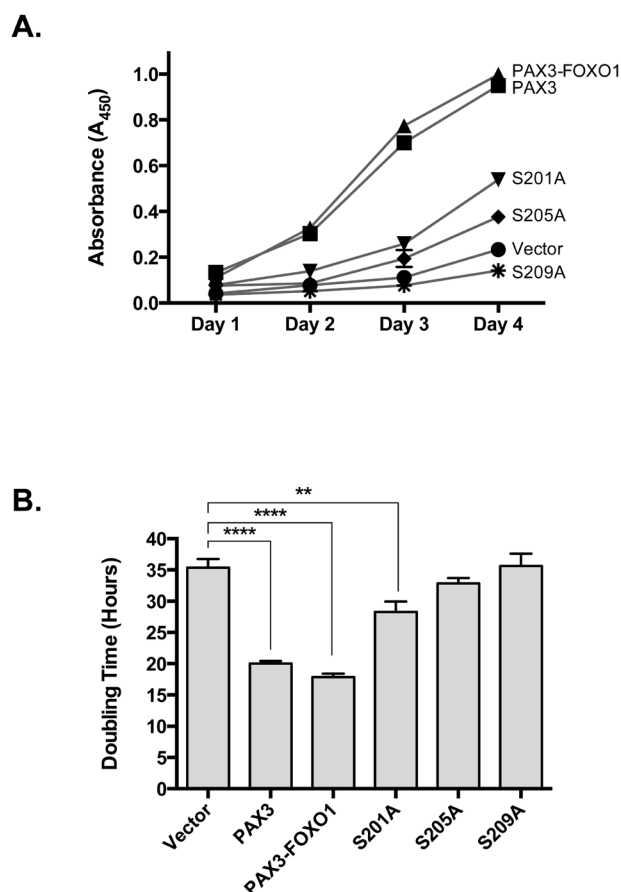 A.
Absorbance (A450)
1.0
0.8
0.6
0.4
0.2
0.0
Day 1 Day 2 Day 3 Day 4
PAX3-FOXO1
PAX3
S201A
S205A
Vector
S209A
B.
**
****
****
Doubling Time (Hours)
40
35
30
25
20
15
10
5
0
Vector PAX3 PAX3-FOXO1 S201A S205A S209A